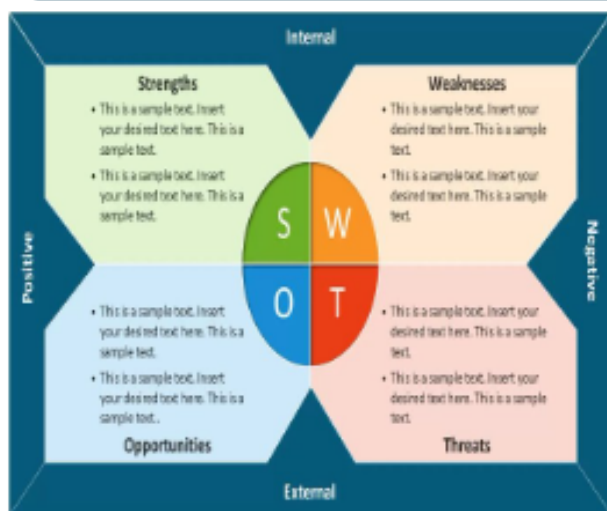 Internal
Strengths
• This is a sample text. Insert
your desired text here. This is a
sample text.
• This is a sample text. Insert
your desired text here. This is a
sample text.
Weaknesses
• This is a sample text. Insert your
desired text here. This is a sample
text.
• This is a sample text. Insert your
desired text here. This is a sample
text.
Positive
S W
O T
Negative
• This is a sample text. Insert
your desired text here. This is a
sample text.
• This is a sample text. Insert
your desired text here. This is a
sample text..
Opportunities
• This is a sample text. Insert your
desired text here. This is a sample
text.
• This is a sample text. Insert your
desired text here. This is a sample
text.
Threats
External